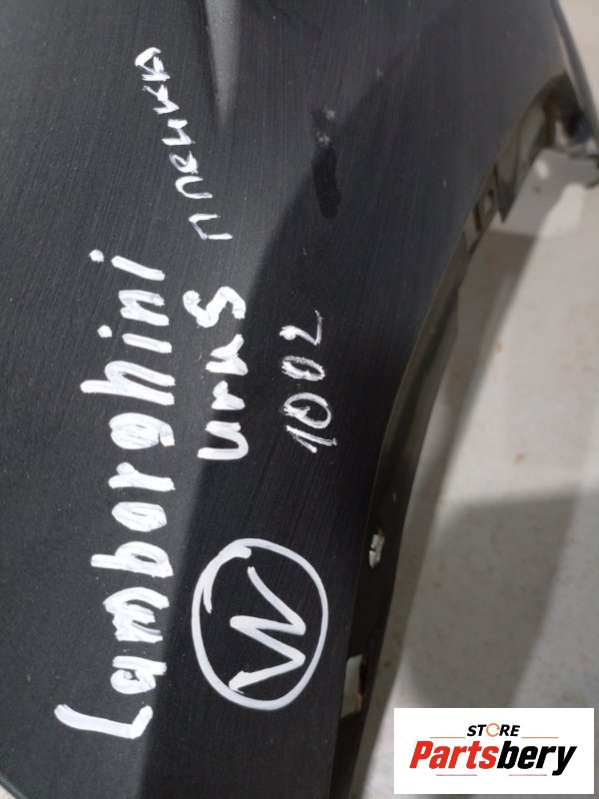 Lamborghini
urus пленка
1002
W
STORE
Partsbery